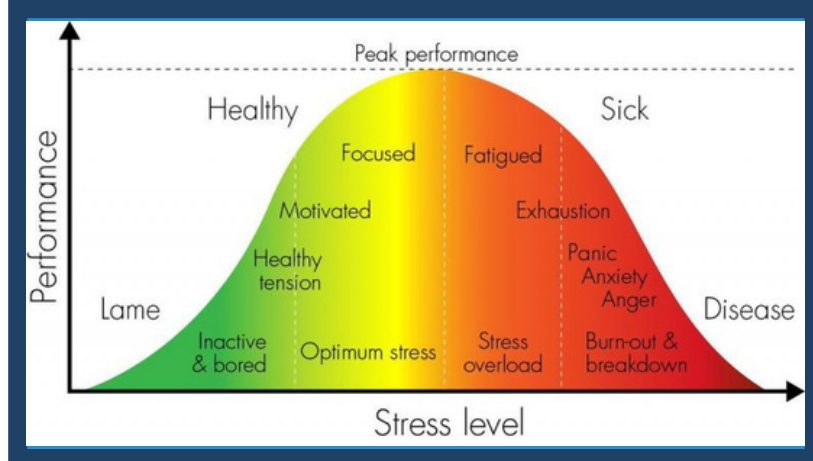 Peak performance
Healthy
Sick
Focused
Fatigued
Motivated
Exhaustion
Healthy
tension
Panic
Anxiety
Anger
Lame
Disease
Inactive
& bored
Optimum stress
Stress
overload
Burn-out &
breakdown
Performance
Stress level